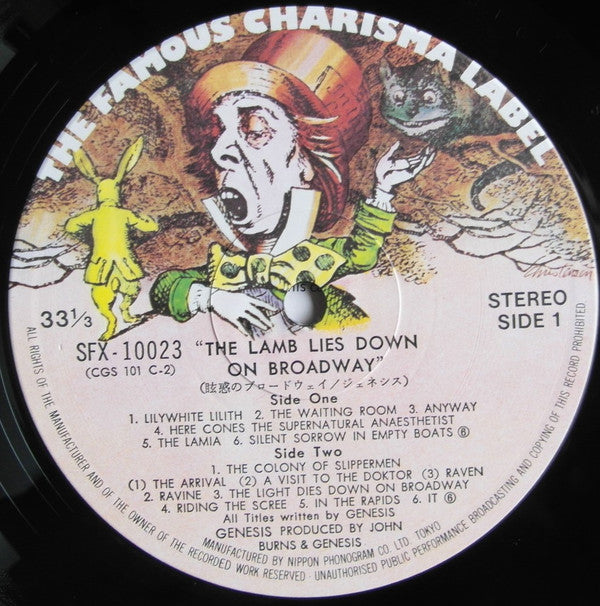 THE FAMOUS CHARISMA LABEL
Christensen
33⅓
STEREO
SIDE 1
SFX-10023 "THE LAMB LIES DOWN
(CGS 101 C-2) ON BROADWAY"
(眩惑のブロードウェイ/ジェネシス)
Side One
1. LILYWHITE LILITH 2. THE WAITING ROOM 3. ANYWAY
4. HERE CONES THE SUPERNATURAL ANAESTHETIST
5. THE LAMIA 6. SILENT SORROW IN EMPTY BOATS ⑥
Side Two
1. THE COLONY OF SLIPPERMEN
(1) THE ARRIVAL (2) A VISIT TO THE DOKTOR (3) RAVEN
2. RAVINE 3. THE LIGHT DIES DOWN ON BROADWAY
4. RIDING THE SCREE 5. IN THE RAPIDS 6. IT ⑥
All Titles written by GENESIS
GENESIS PRODUCED BY JOHN
BURNS & GENESIS
MANUFACTURED BY NIPPON PHONOGRAM CO. LTD. TOKYO
ALL RIGHTS OF THE MANUFACTURER AND OF THE OWNER OF THE RECORDED WORK RESERVED · UNAUTHORISED PUBLIC PERFORMANCE BROADCASTING AND COPYING OF THIS RECORD PROHIBITED.